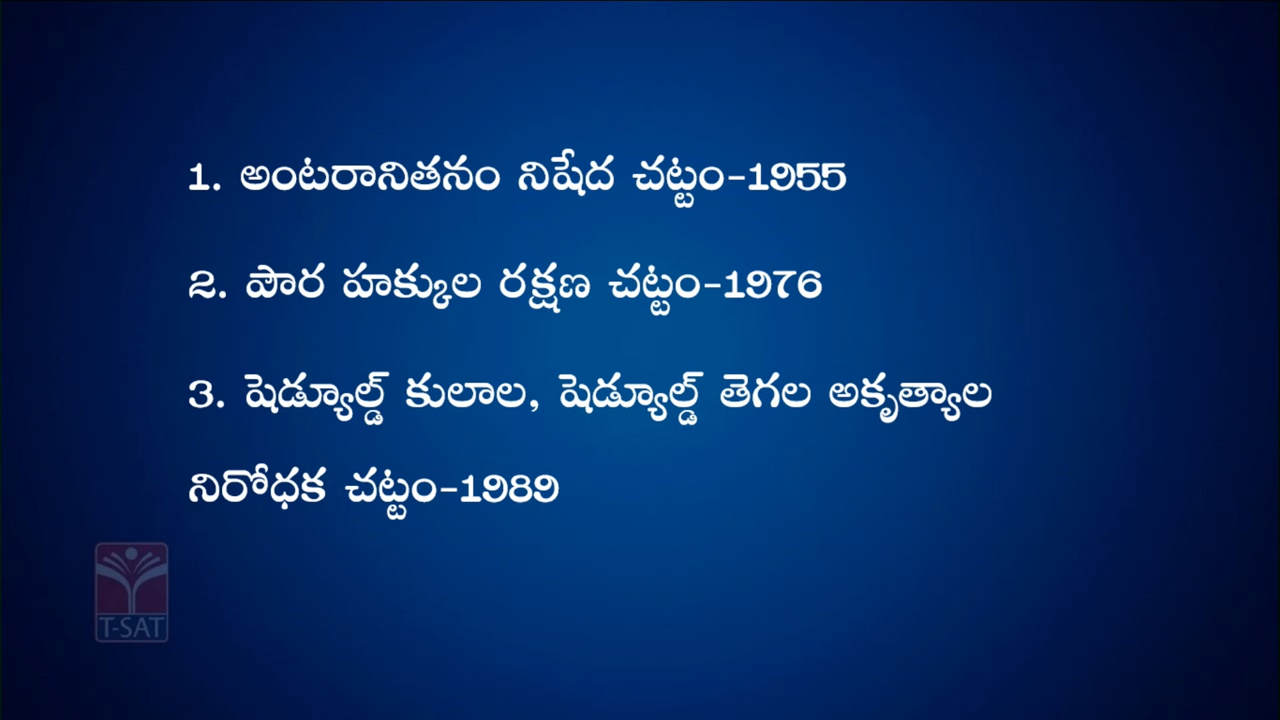 1. అంటరానితనం నిషేద చట్టం-1955
2. పౌర హక్కుల రక్షణ చట్టం-1976
3. షెడ్యూల్డ్ కులాల, షెడ్యూల్డ్ తెగల అకృత్యాల
నిరోధక చట్టం-1989
T-SAT